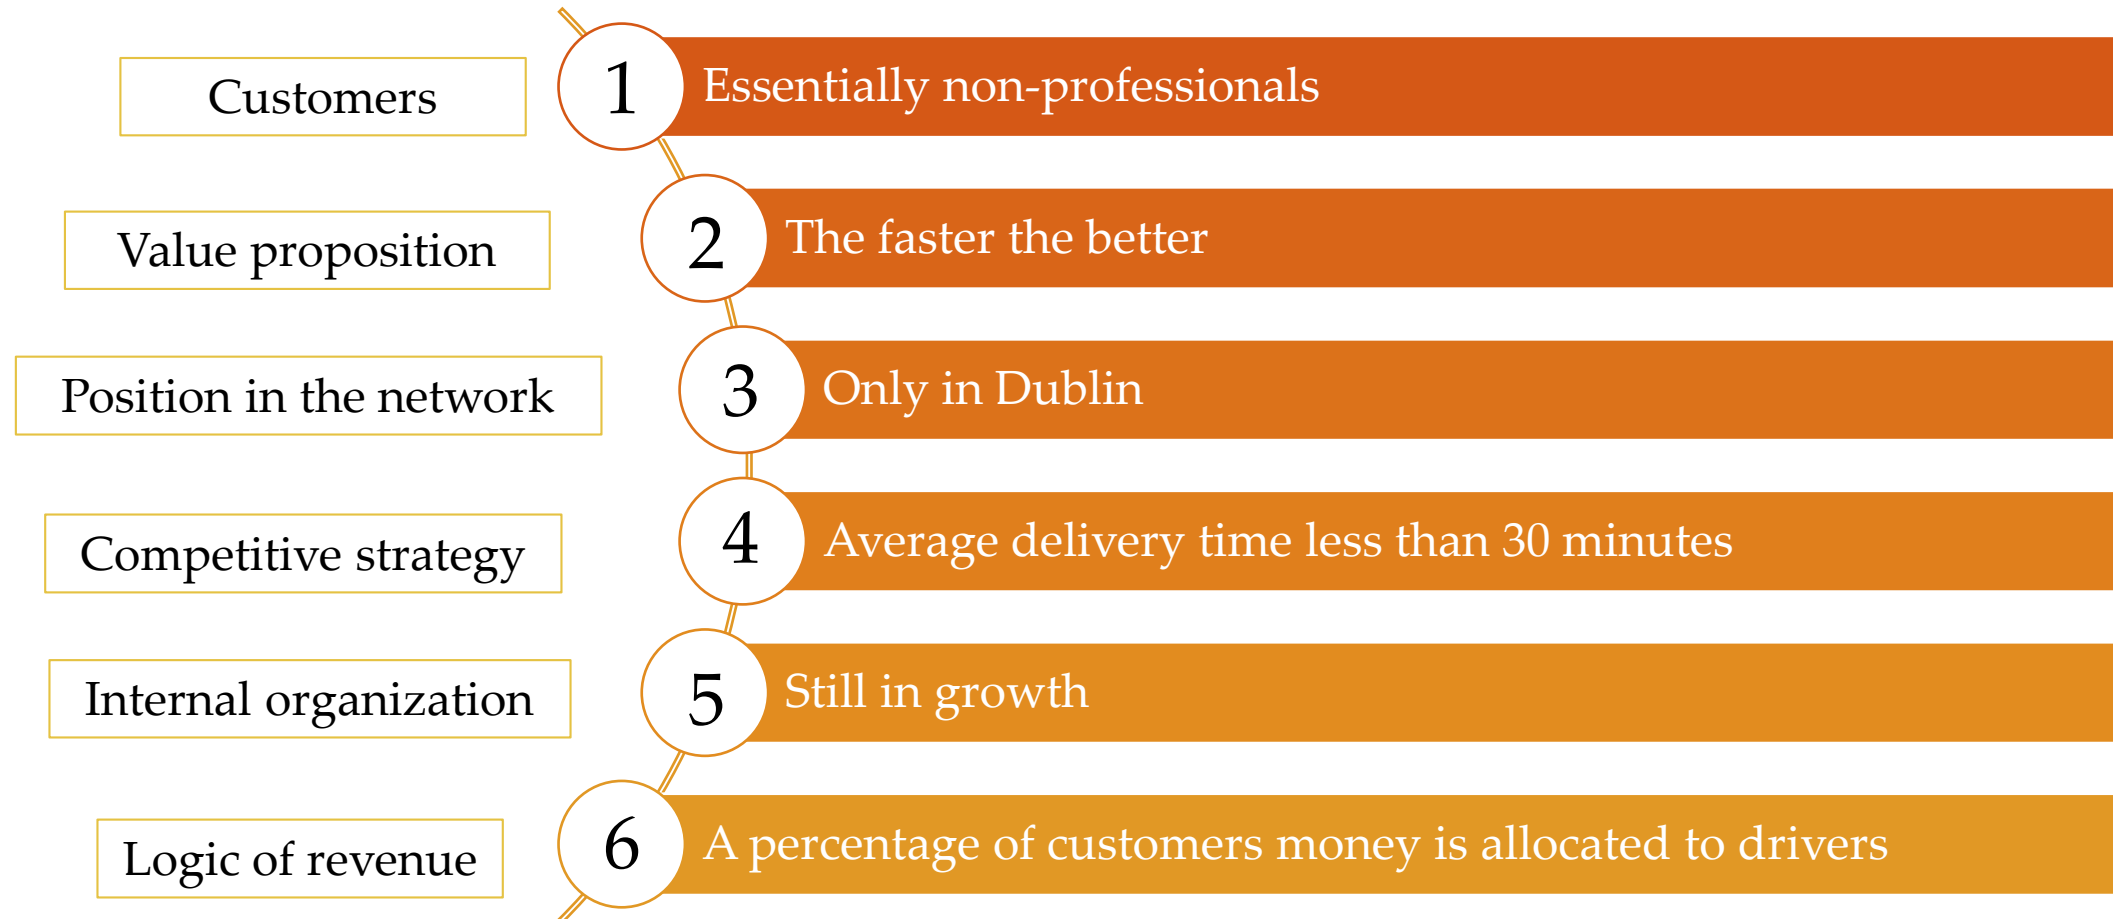 Customers
1
Essentially non-professionals
Value proposition
2
The faster the better
Position in the network
3
Only in Dublin
Competitive strategy
4
Average delivery time less than 30 minutes
Internal organization
5
Still in growth
Logic of revenue
6
A percentage of customers money is allocated to drivers